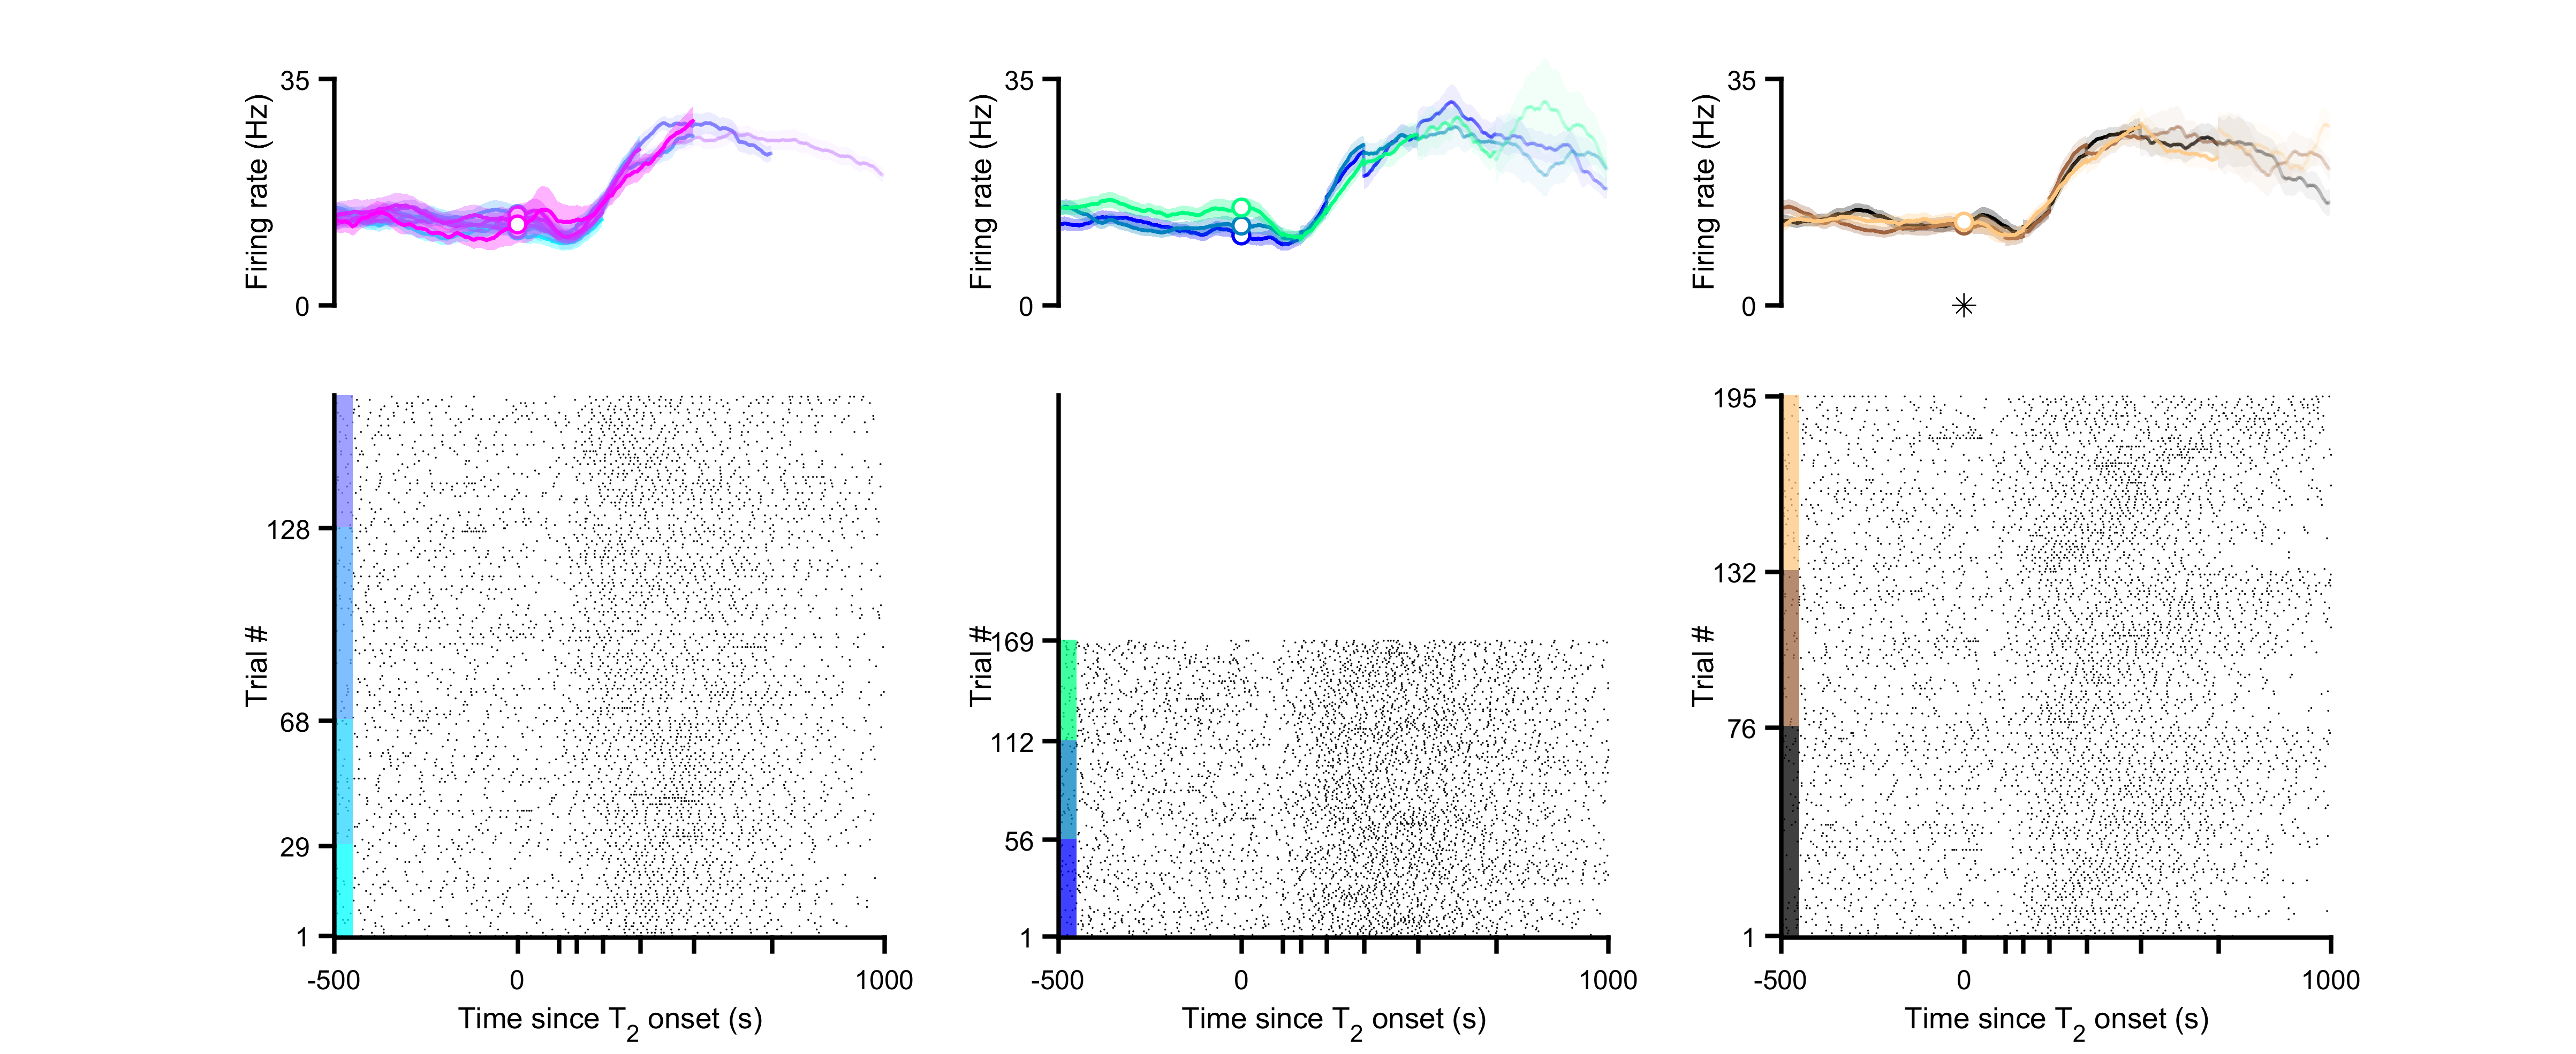 35
Firing rate (Hz)
0
35
Firing rate (Hz)
0
35
Firing rate (Hz)
0
128
68
29
1
Trial #
-500 0 1000
Time since T2 onset (s)
169
112
56
1
Trial #
-500 0 1000
Time since T2 onset (s)
195
132
76
1
Trial #
-500 0 1000
Time since T2 onset (s)